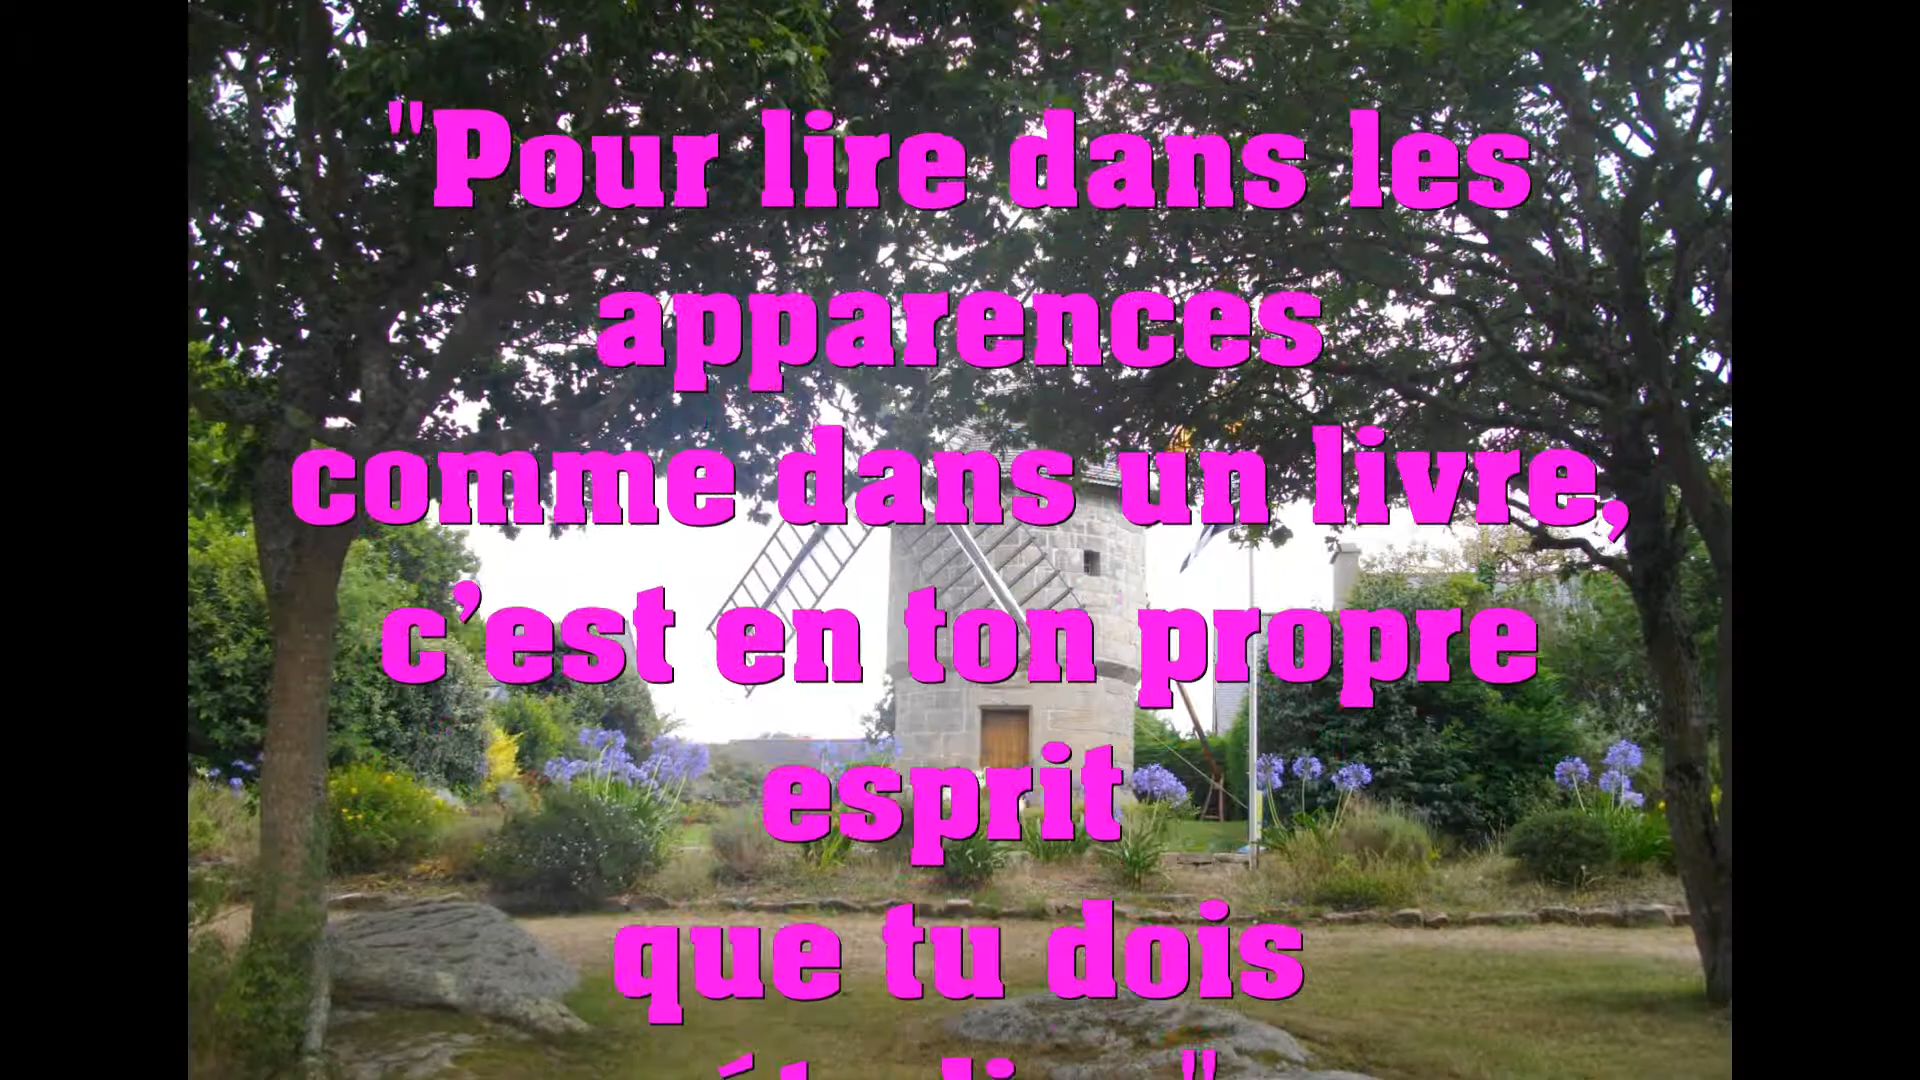 "Pour lire dans les
apparences
comme dans un livre,
c'est en ton propre
esprit
que tu dois